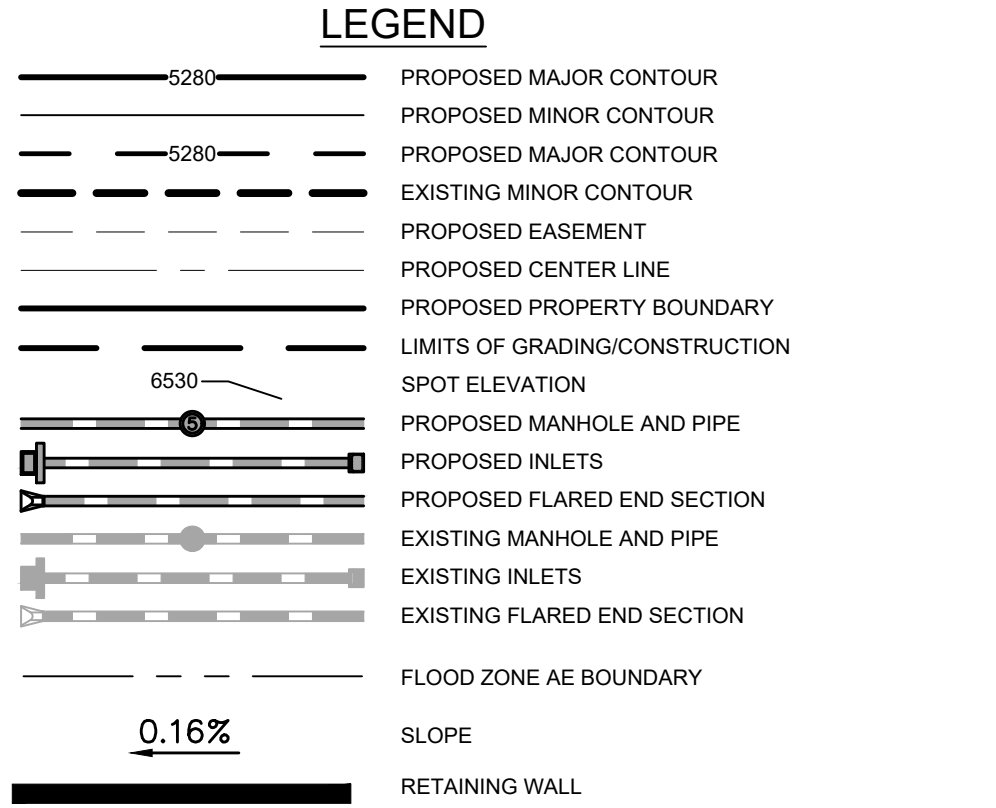 LEGEND
5280 PROPOSED MAJOR CONTOUR
PROPOSED MINOR CONTOUR
5280 PROPOSED MAJOR CONTOUR
EXISTING MINOR CONTOUR
PROPOSED EASEMENT
PROPOSED CENTER LINE
PROPOSED PROPERTY BOUNDARY
LIMITS OF GRADING/CONSTRUCTION
6530 SPOT ELEVATION
5 PROPOSED MANHOLE AND PIPE
PROPOSED INLETS
PROPOSED FLARED END SECTION
EXISTING MANHOLE AND PIPE
EXISTING INLETS
EXISTING FLARED END SECTION
FLOOD ZONE AE BOUNDARY
0.16% SLOPE
RETAINING WALL